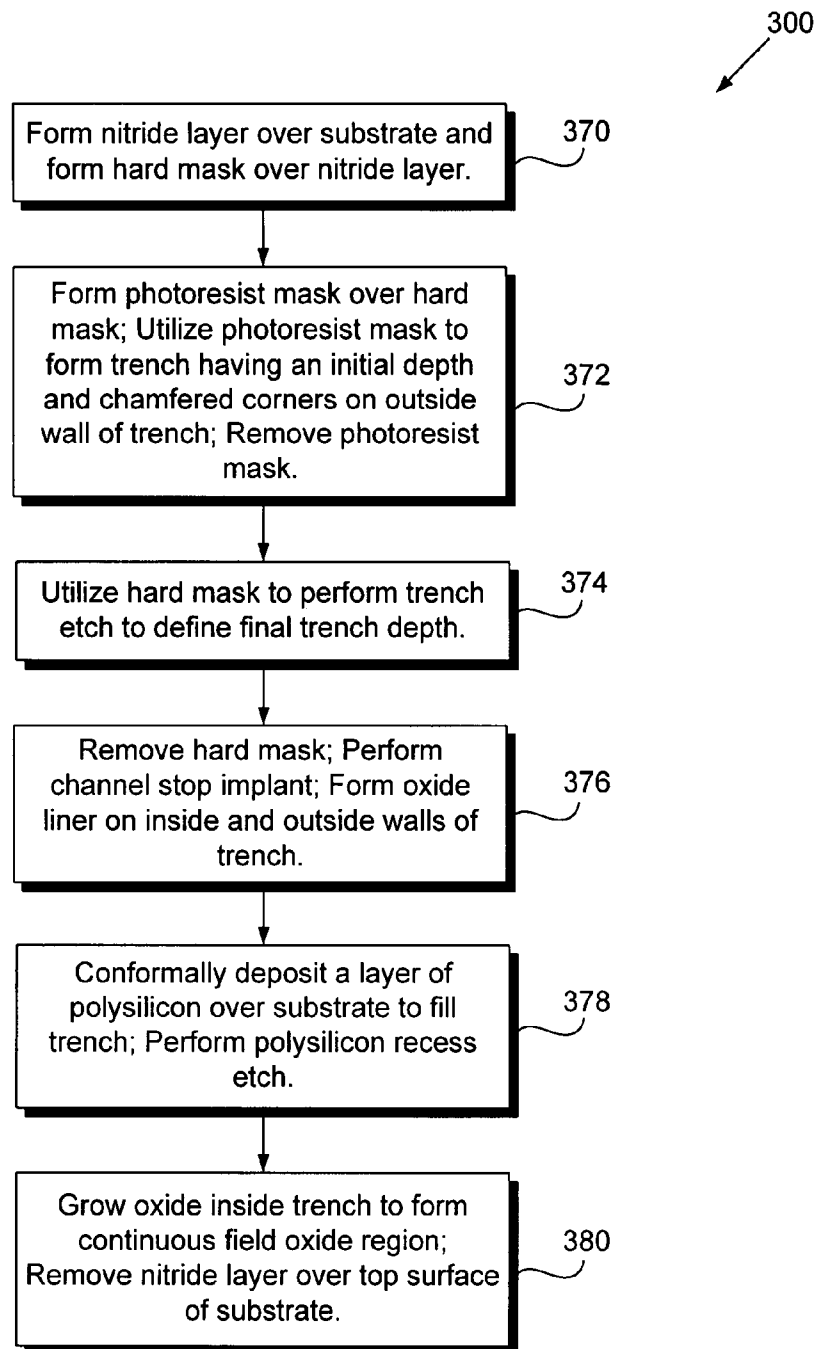 300
Form nitride layer over substrate and
form hard mask over nitride layer.
370
Form photoresist mask over hard
mask; Utilize photoresist mask to
form trench having an initial depth
and chamfered corners on outside
wall of trench; Remove photoresist
mask.
372
Utilize hard mask to perform trench
etch to define final trench depth.
374
Remove hard mask; Perform
channel stop implant; Form oxide
liner on inside and outside walls of
trench.
376
Conformally deposit a layer of
polysilicon over substrate to fill
trench; Perform polysilicon recess
etch.
378
Grow oxide inside trench to form
continuous field oxide region;
Remove nitride layer over top surface
of substrate.
380